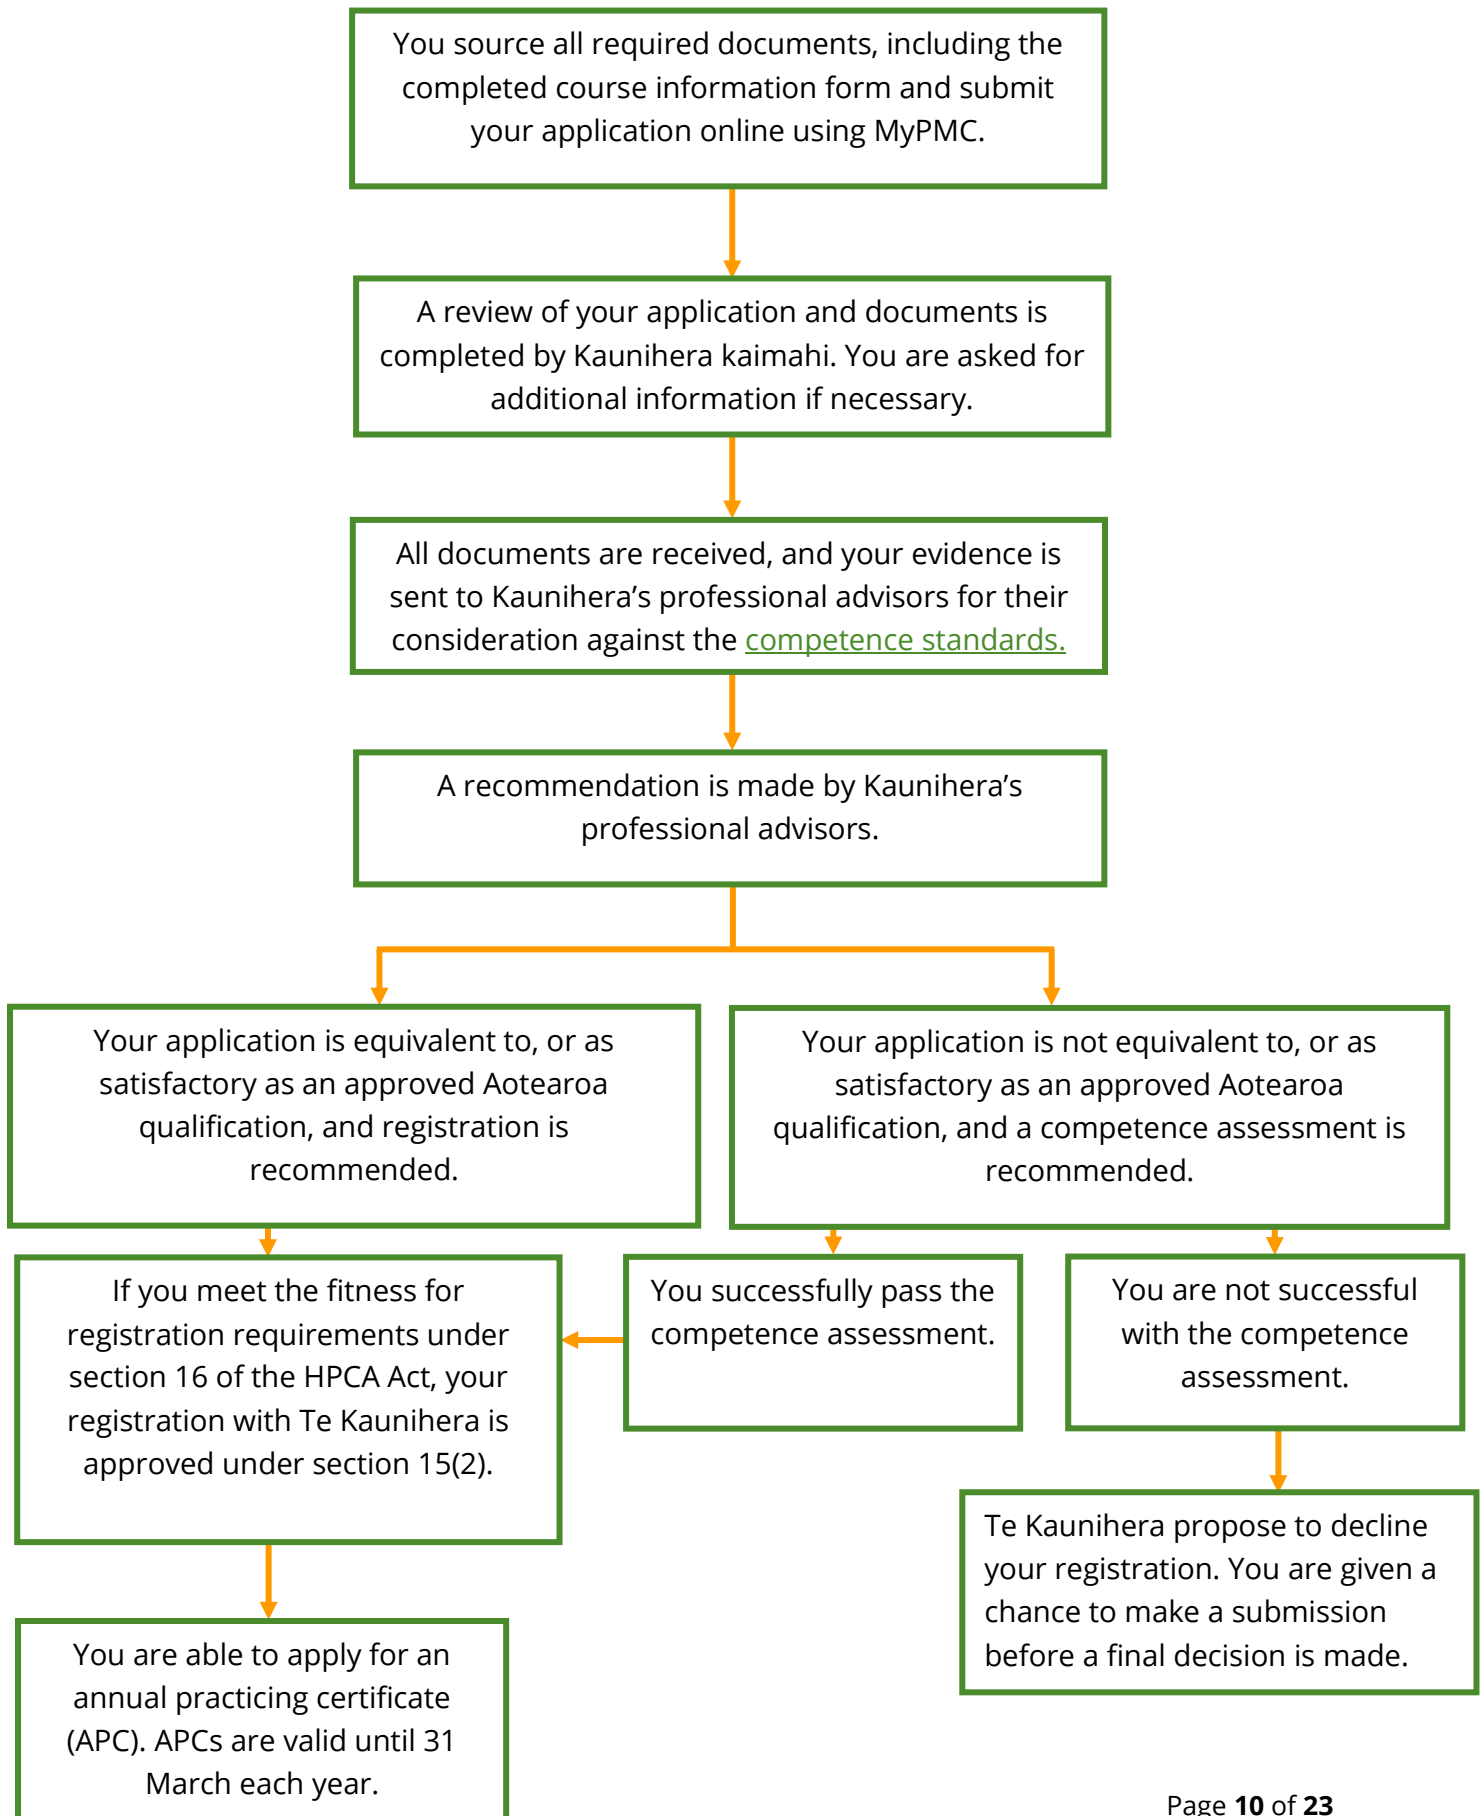 You source all required documents, including the
completed course information form and submit
your application online using MyPMC.
A review of your application and documents is
completed by Kaunihera kaimahi. You are asked for
additional information if necessary.
All documents are received, and your evidence is
sent to Kaunihera’s professional advisors for their
consideration against the competence standards.
A recommendation is made by Kaunihera’s
professional advisors.
Your application is equivalent to, or as
satisfactory as an approved Aotearoa
qualification, and registration is
recommended.
Your application is not equivalent to, or as
satisfactory as an approved Aotearoa
qualification, and a competence assessment is
recommended.
If you meet the fitness for
registration requirements under
section 16 of the HPCA Act, your
registration with Te Kaunihera is
approved under section 15(2).
You successfully pass the
competence assessment.
You are not successful
with the competence
assessment.
Te Kaunihera propose to decline
your registration. You are given a
chance to make a submission
before a final decision is made.
You are able to apply for an
annual practicing certificate
(APC). APCs are valid until 31
March each year.
Page 10 of 23